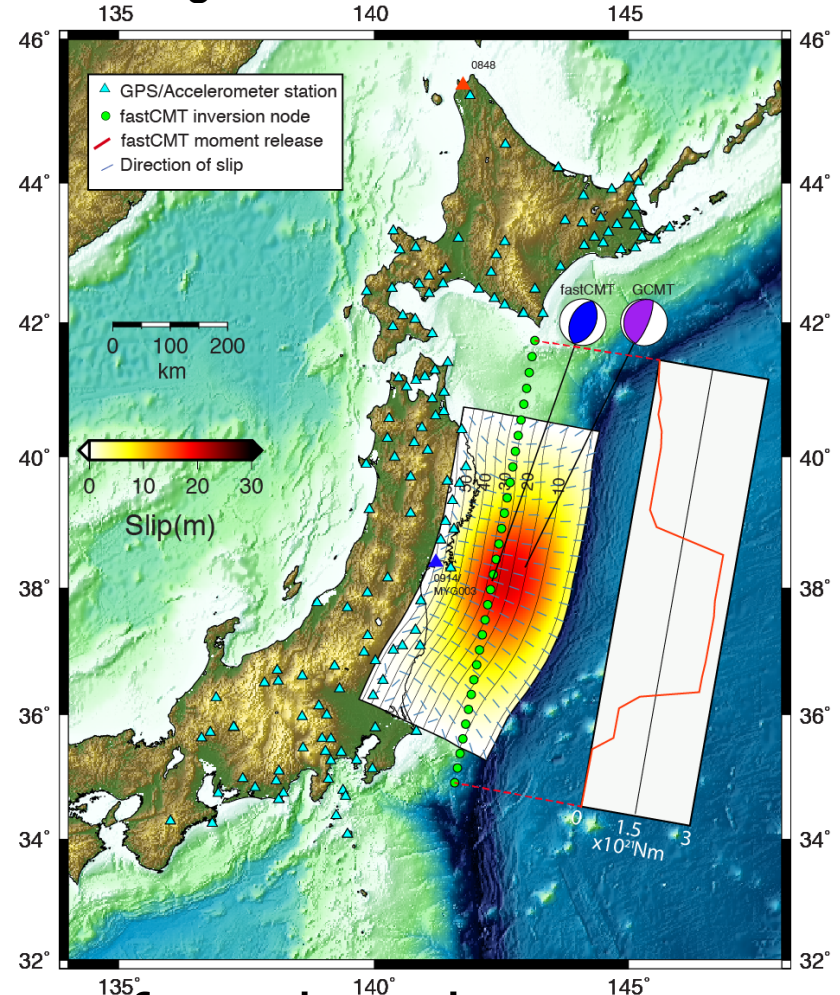 135 140 145
46°
0848
GPS/Accelerometer station
fastCMT inversion node
fastCMT moment release
Direction of slip
44° 44°
fastCMT GCMT
42° 42°
0 100 200
km
40° 40°
50 40 30 20 10
0 10 20 30
Slip(m)
38° 38°
0914/
MYG003
36° 36°
0 1.5 3
x10²¹Nm
34° 34°
32° 32°
135° 140° 145°